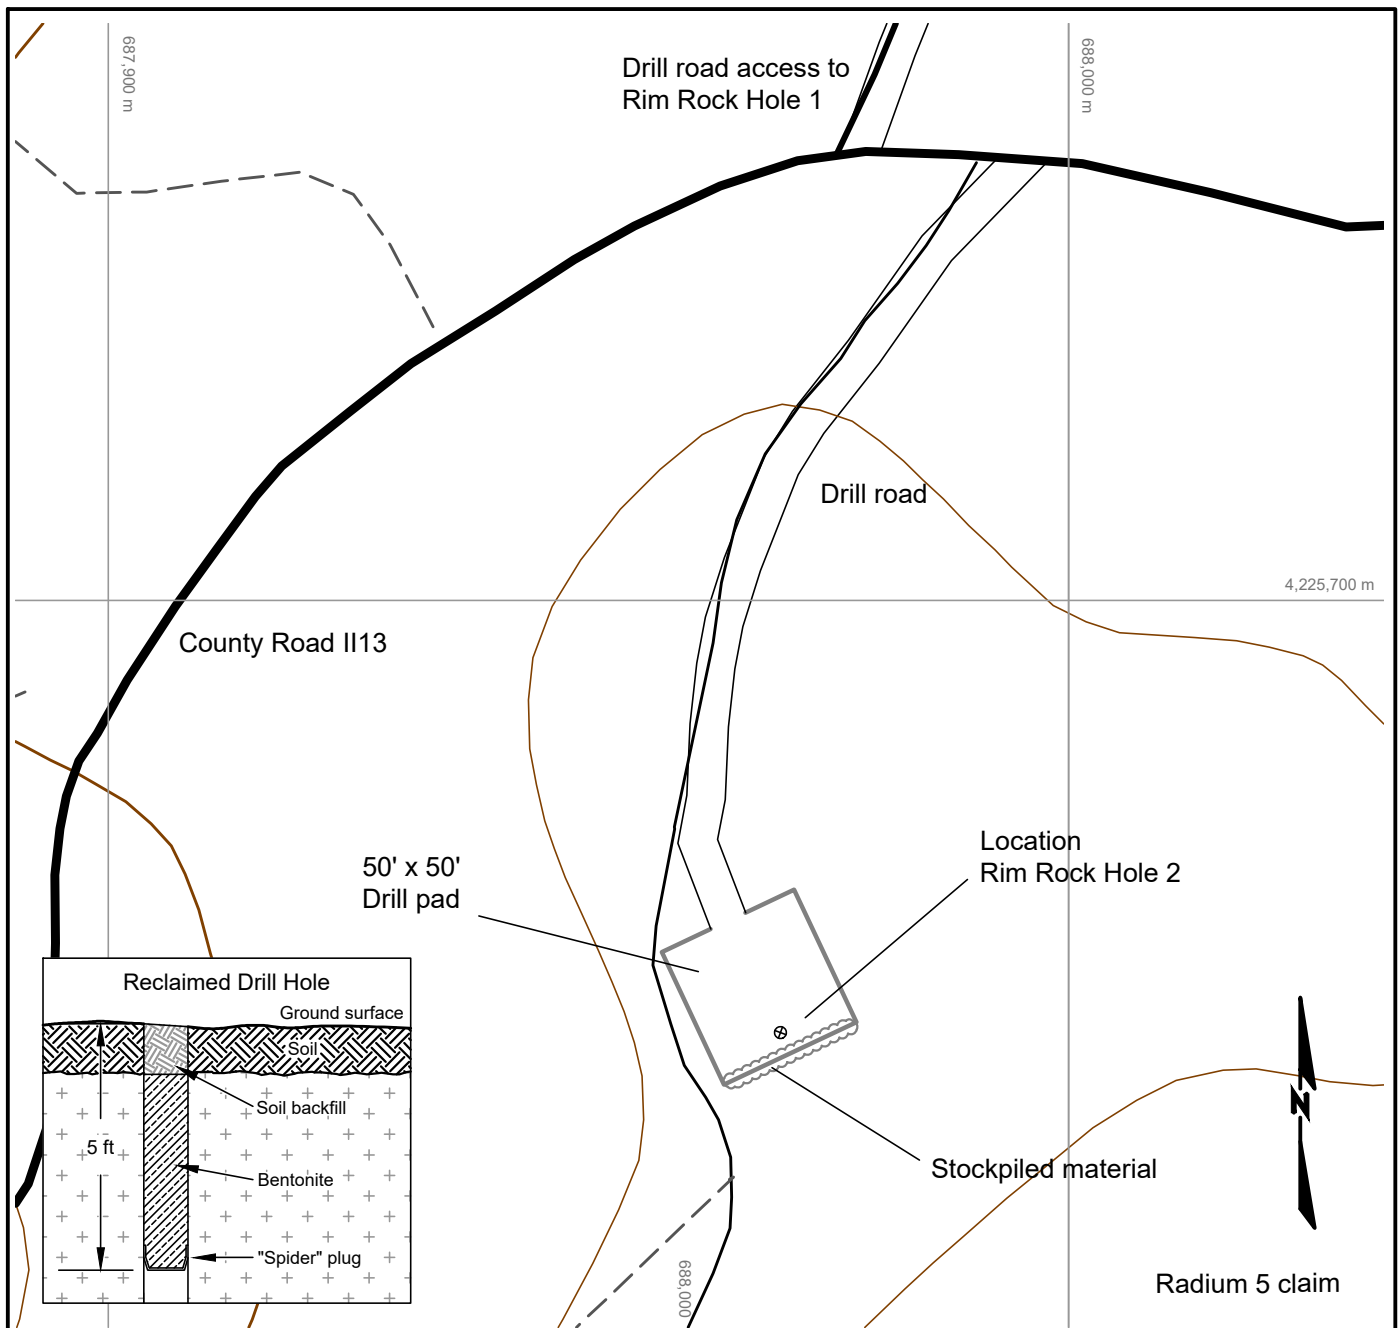 687,900 m
688,000 m
Drill road access to
Rim Rock Hole 1
Drill road
4,225,700 m
County Road II13
Location
Rim Rock Hole 2
50' x 50'
Drill pad
Reclaimed Drill Hole
Ground surface
Soil
Soil backfill
5 ft
Bentonite
"Spider" plug
N
Stockpiled material
688,000
Radium 5 claim